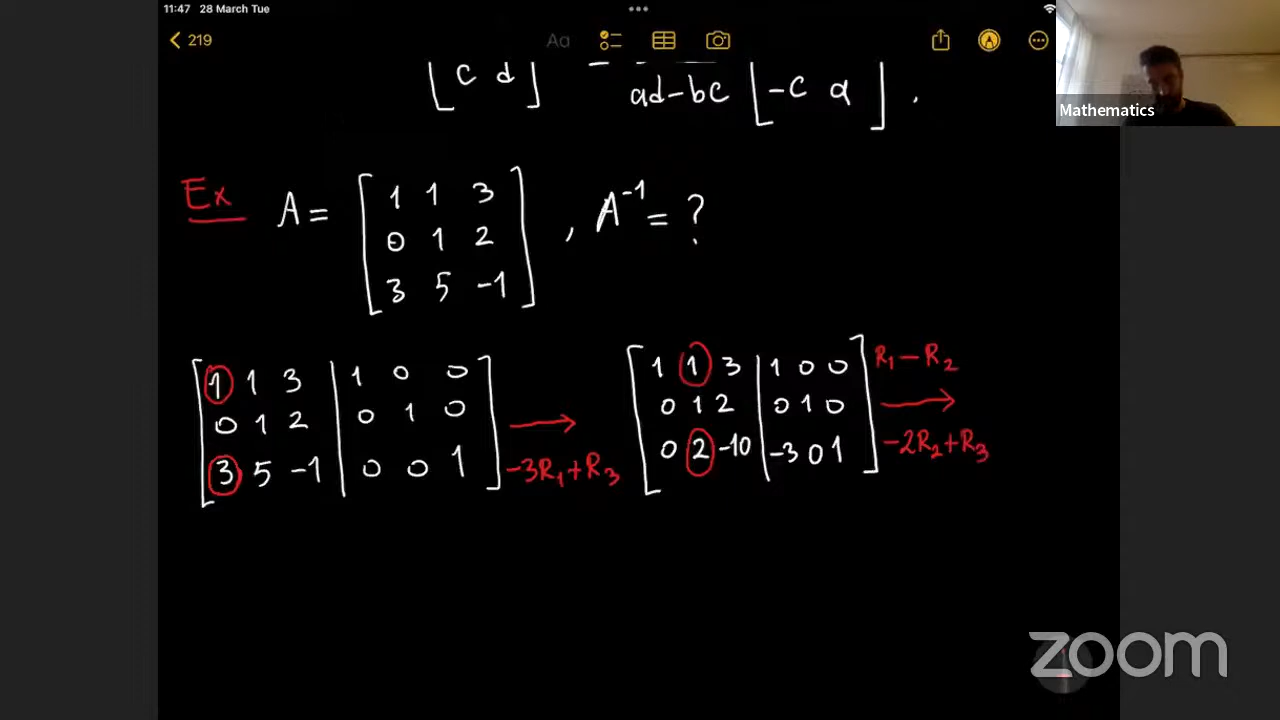 11:47 28 March Tue
219
Aa
Mathematics
[c d] = ad-bc [-c a].
Ex A = [1 1 3
0 1 2
3 5 -1], A⁻¹ = ?
[1 1 3 | 1 0 0
0 1 2 | 0 1 0
3 5 -1 | 0 0 1] → -3R₁+R₃
[1 1 3 | 1 0 0
0 1 2 | 0 1 0
0 2 -10 | -3 0 1] R₁-R₂ → -2R₂+R₃
zoom